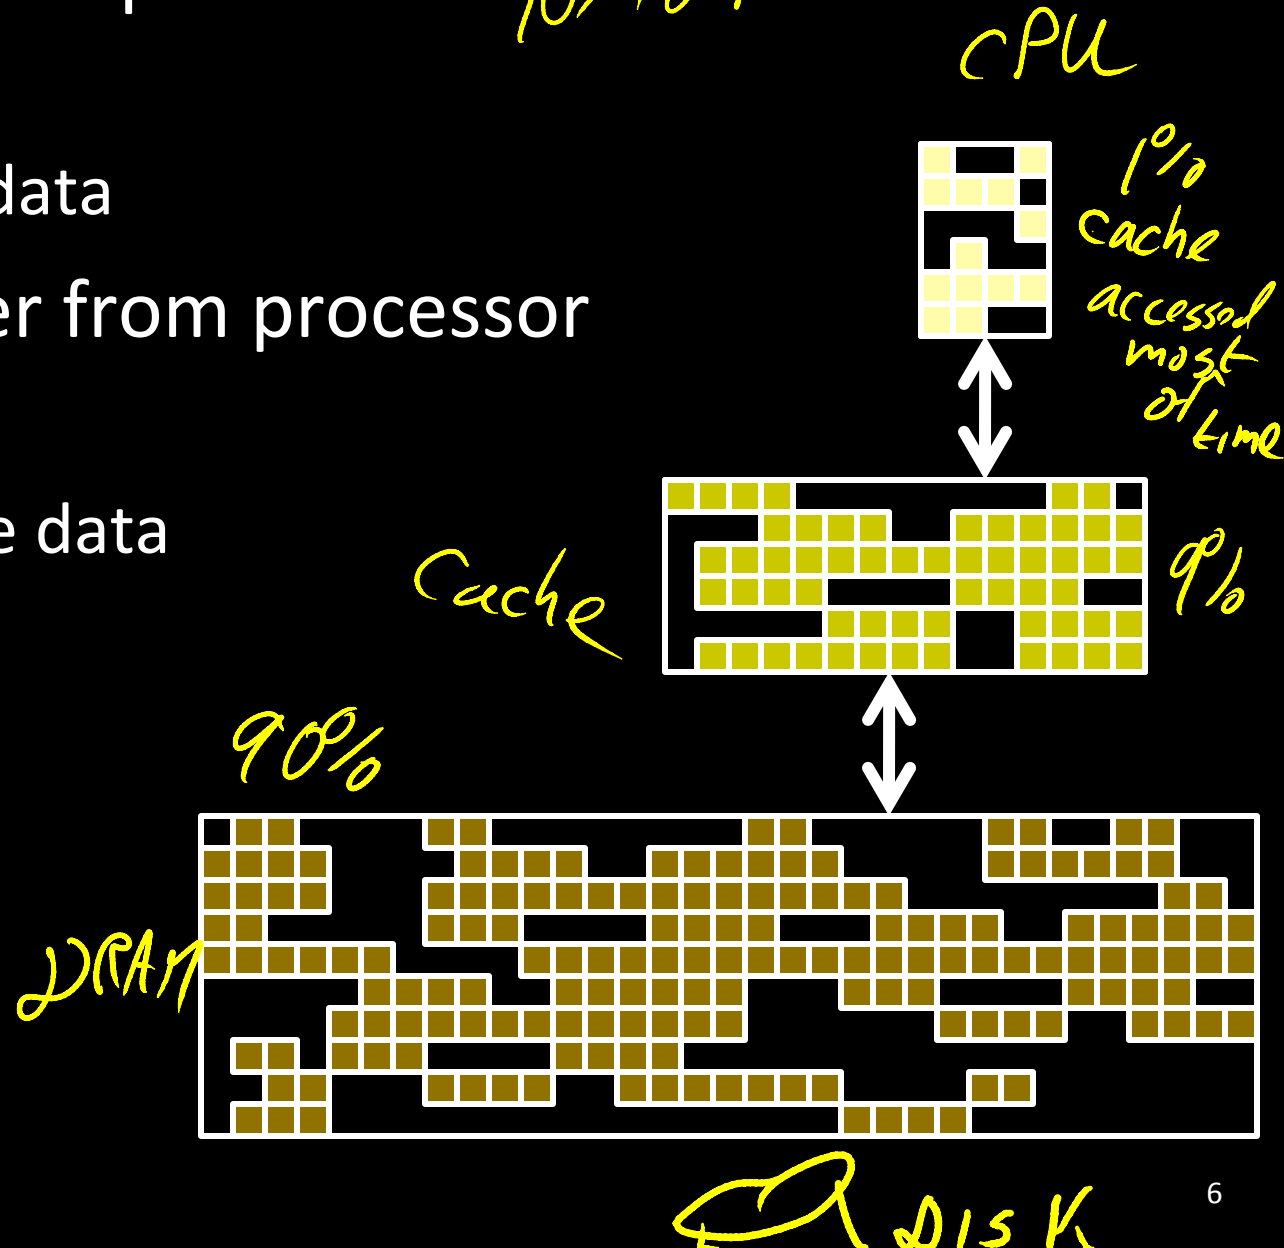 CPU
1%
data
cache
er from processor
accessed
most
of time
e data
Cache
9%
90%
DRAM
6
DISK